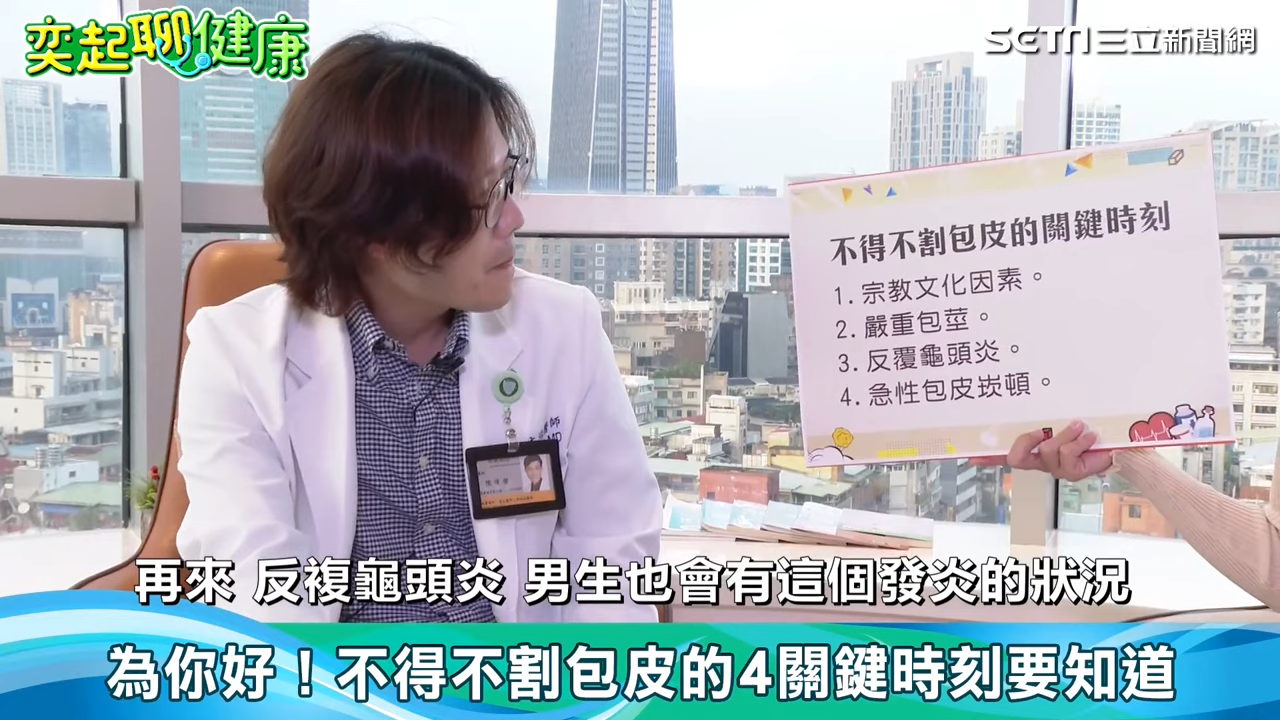 奕起聊健康
SETN三立新聞網
不得不割包皮的關鍵時刻
1. 宗教文化因素。
2. 嚴重包莖。
3. 反覆龜頭炎。
4. 急性包皮崁頓。
師
MD
再來 反複龜頭炎 男生也會有這個發炎的狀況
為你好！不得不割包皮的4關鍵時刻要知道